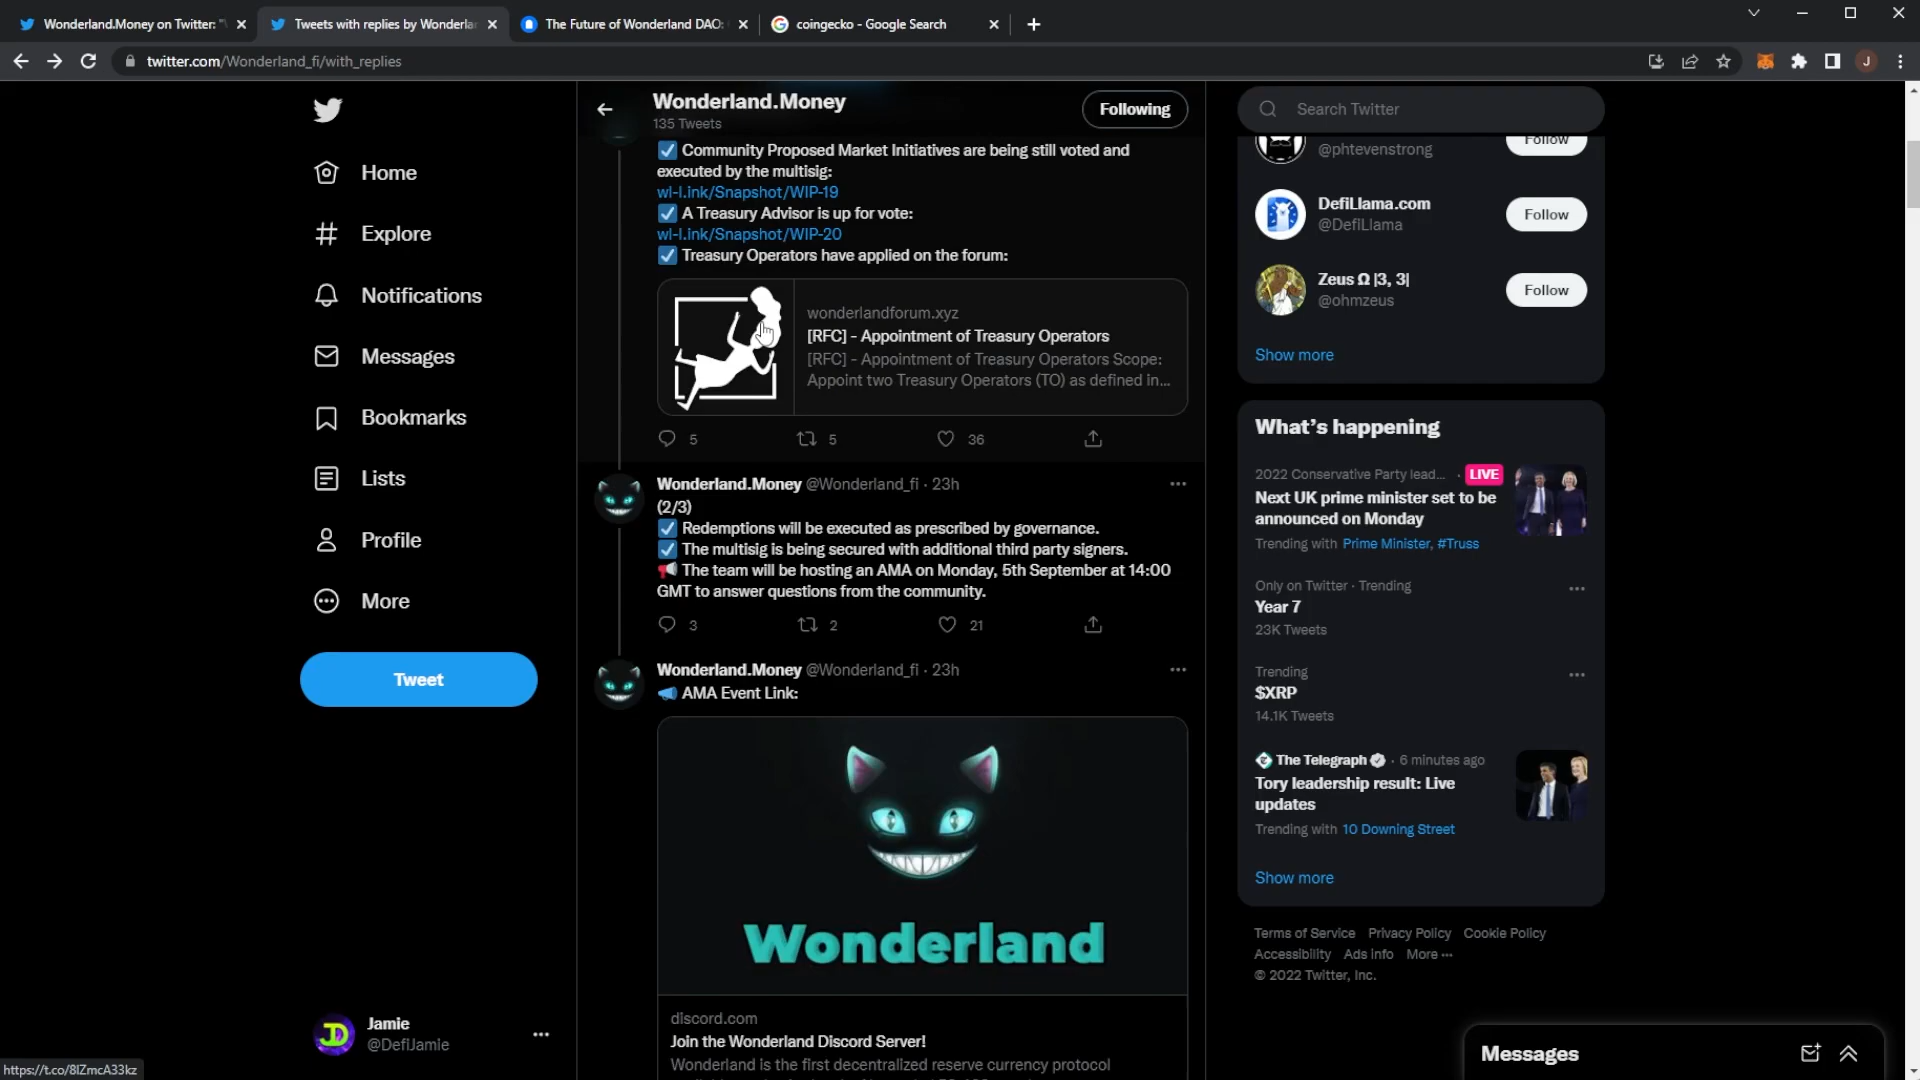 Wonderland.Money on Twitter: "
Tweets with replies by Wonderla
The Future of Wonderland DAO:
coingecko - Google Search
twitter.com/Wonderland_fi/with_replies
J
Home
Explore
Notifications
Messages
Bookmarks
Lists
Profile
More
Tweet
Jamie
@DefiJamie
https://t.co/8lZmcA33kz
Wonderland.Money
135 Tweets
Following
☑ Community Proposed Market Initiatives are being still voted and
executed by the multisig:
wl-l.ink/Snapshot/WIP-19
☑ A Treasury Advisor is up for vote:
wl-l.ink/Snapshot/WIP-20
☑ Treasury Operators have applied on the forum:
wonderlandforum.xyz
[RFC] - Appointment of Treasury Operators
[RFC] - Appointment of Treasury Operators Scope:
Appoint two Treasury Operators (TO) as defined in...
5 5 36
Wonderland.Money @Wonderland_fi · 23h
(2/3)
☑ Redemptions will be executed as prescribed by governance.
☑ The multisig is being secured with additional third party signers.
📢 The team will be hosting an AMA on Monday, 5th September at 14:00
GMT to answer questions from the community.
3 2 21
Wonderland.Money @Wonderland_fi · 23h
📣 AMA Event Link:
Wonderland
discord.com
Join the Wonderland Discord Server!
Wonderland is the first decentralized reserve currency protocol
Search Twitter
@phtevenstrong
Follow
DefiLlama.com
@DefiLlama
Follow
Zeus Ω |3, 3|
@ohmzeus
Follow
Show more
What's happening
2022 Conservative Party lead... · LIVE
Next UK prime minister set to be
announced on Monday
Trending with Prime Minister, #Truss
Only on Twitter · Trending
Year 7
23K Tweets
Trending
$XRP
14.1K Tweets
The Telegraph · 6 minutes ago
Tory leadership result: Live
updates
Trending with 10 Downing Street
Show more
Terms of Service Privacy Policy Cookie Policy
Accessibility Ads info More ···
© 2022 Twitter, Inc.
Messages